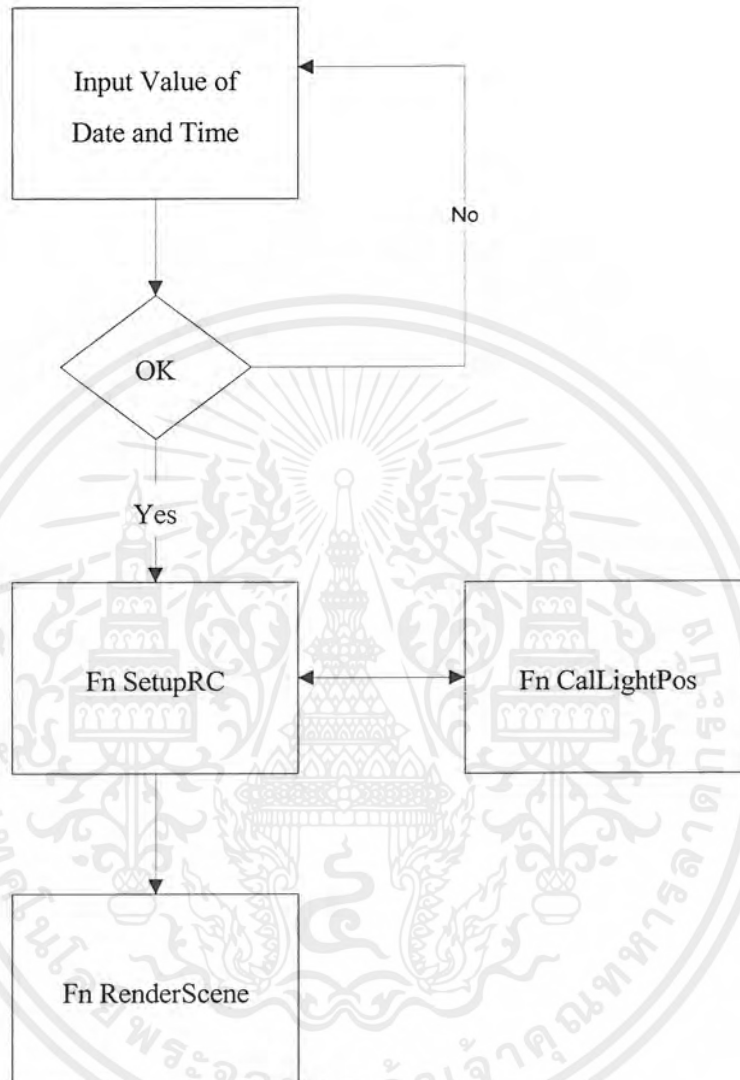 Input Value of
Date and Time
No
OK
Yes
Fn SetupRC
Fn CalLightPos
Fn RenderScene